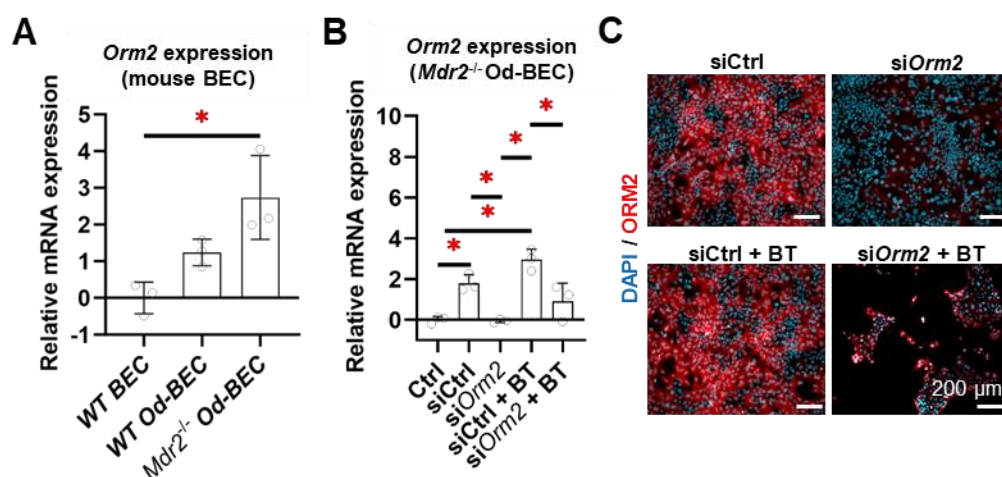 A
Orm2 expression
(mouse BEC)
Relative mRNA expression
5
4
3
2
1
0
-1
*
WT BEC
WT Od-BEC
Mdr2-/- Od-BEC
B
Orm2 expression
(Mdr2-/- Od-BEC)
Relative mRNA expression
10
8
6
4
2
0
*
*
*
*
*
Ctrl
siCtrl
siOrm2
siCtrl + BT
siOrm2 + BT
C
siCtrl
siOrm2
DAPI / ORM2
siCtrl + BT
siOrm2 + BT
200 µm